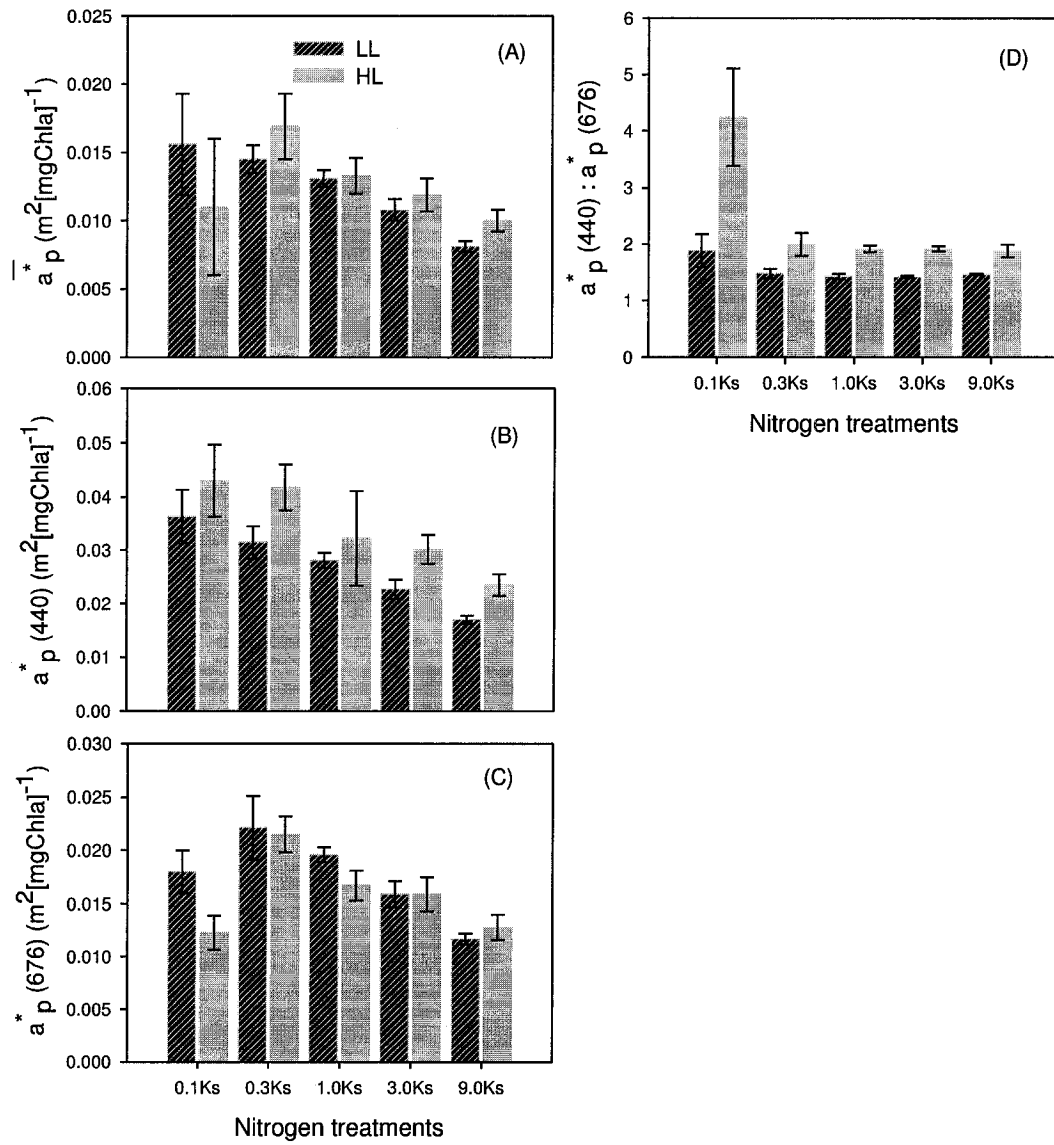 0.025
0.020
0.015
0.010
0.005
0.000
a*p (m2[mgChla]-1)
LL
HL
(A)
0.06
0.05
0.04
0.03
0.02
0.01
0.00
a*p (440) (m2[mgChla]-1)
(B)
0.030
0.025
0.020
0.015
0.010
0.005
0.000
a*p (676) (m2[mgChla]-1)
(C)
0.1Ks 0.3Ks 1.0Ks 3.0Ks 9.0Ks
Nitrogen treatments
6
5
4
3
2
1
0
a*p (440) : a*p (676)
(D)
0.1Ks 0.3Ks 1.0Ks 3.0Ks 9.0Ks
Nitrogen treatments